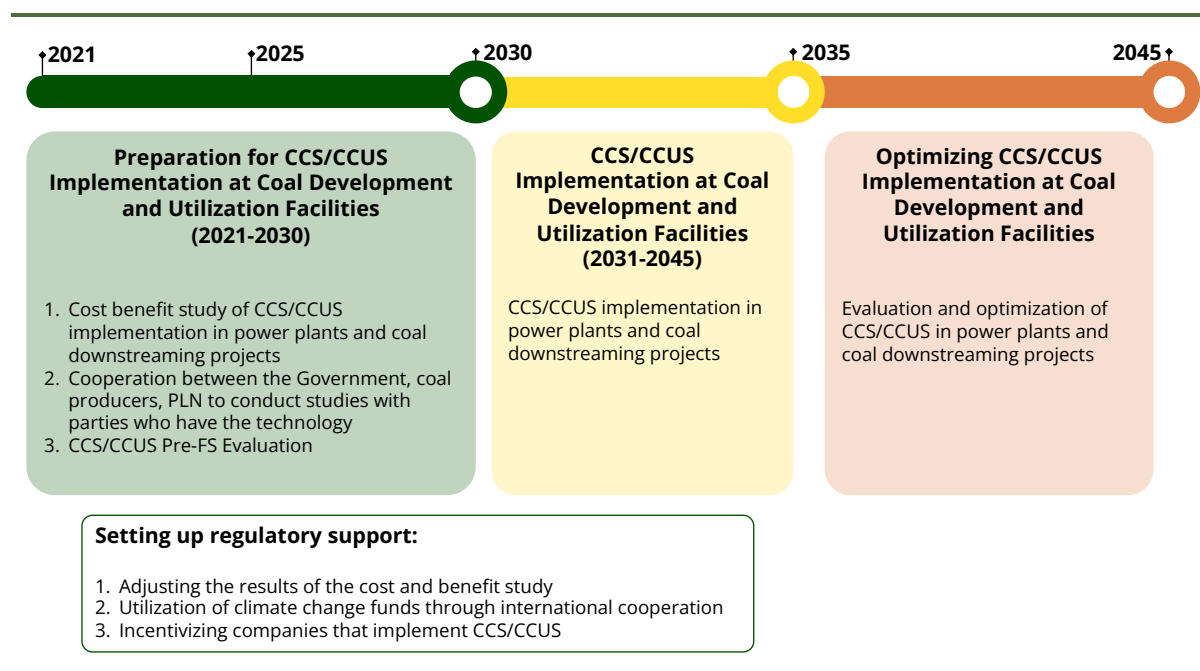 2021
2025
2030
2035
2045
Preparation for CCS/CCUS
Implementation at Coal Development
and Utilization Facilities
(2021-2030)
1. Cost benefit study of CCS/CCUS
implementation in power plants and coal
downstreaming projects
2. Cooperation between the Government, coal
producers, PLN to conduct studies with
parties who have the technology
3. CCS/CCUS Pre-FS Evaluation
CCS/CCUS
Implementation at Coal
Development and
Utilization Facilities
(2031-2045)
CCS/CCUS implementation in
power plants and coal
downstreaming projects
Optimizing CCS/CCUS
Implementation at Coal
Development and
Utilization Facilities
Evaluation and optimization of
CCS/CCUS in power plants and
coal downstreaming projects
Setting up regulatory support:
1. Adjusting the results of the cost and benefit study
2. Utilization of climate change funds through international cooperation
3. Incentivizing companies that implement CCS/CCUS